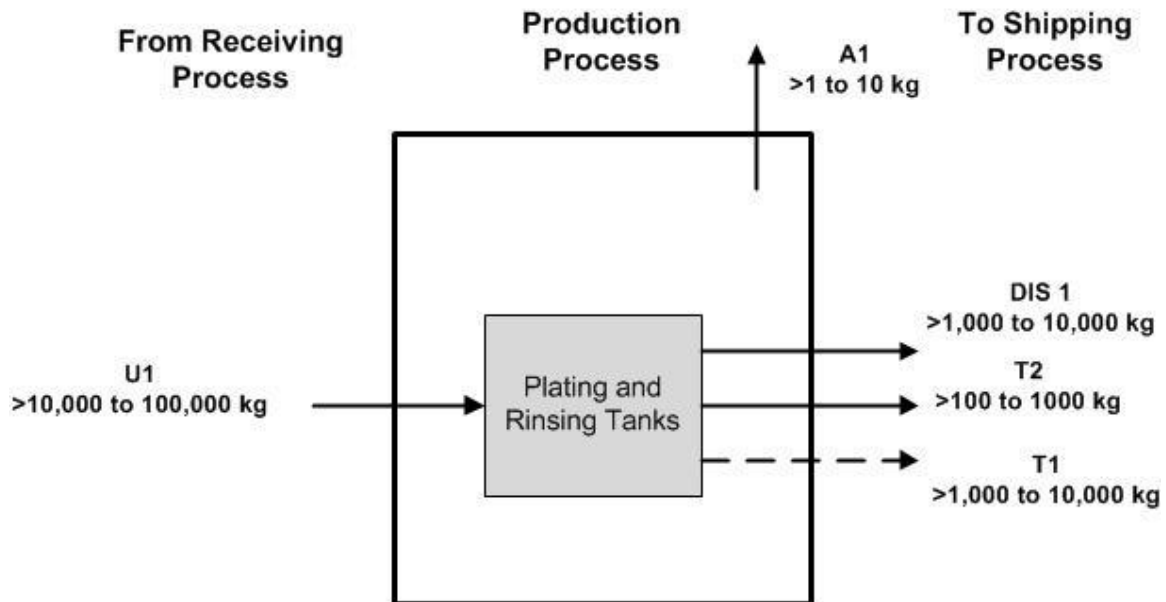 From Receiving
Process
Production
Process
To Shipping
Process
A1
>1 to 10 kg
DIS 1
>1,000 to 10,000 kg
U1
>10,000 to 100,000 kg
Plating and
Rinsing Tanks
T2
>100 to 1000 kg
T1
>1,000 to 10,000 kg